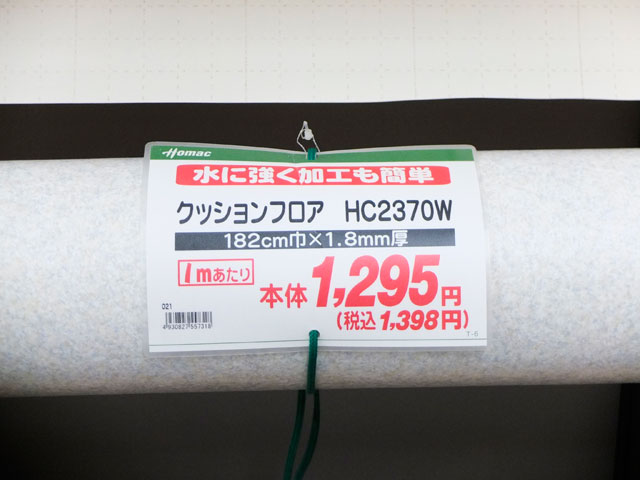 Homac
水に強く加工も簡単
クッションフロア HC2370W
182cm巾×1.8mm厚
1mあたり
本体1,295円
(税込1,398円)
021
4930827557318
T-6